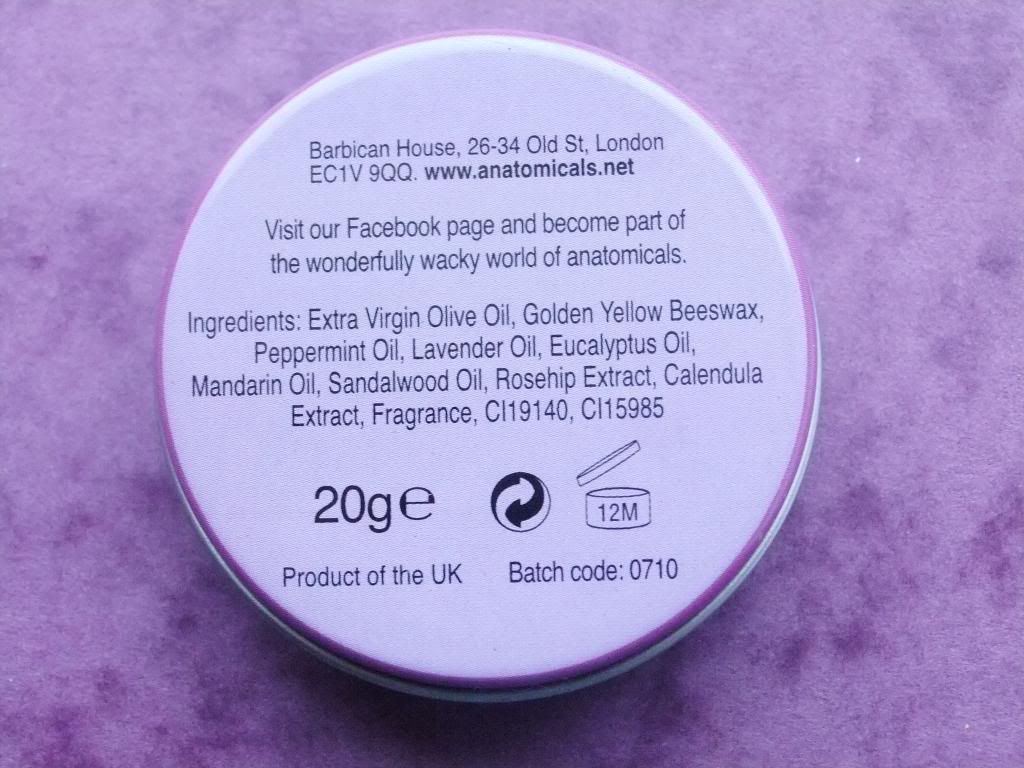 Barbican House, 26-34 Old St, London
EC1V 9QQ. www.anatomicals.net
Visit our Facebook page and become part of
the wonderfully wacky world of anatomicals.
Ingredients: Extra Virgin Olive Oil, Golden Yellow Beeswax,
Peppermint Oil, Lavender Oil, Eucalyptus Oil,
Mandarin Oil, Sandalwood Oil, Rosehip Extract, Calendula
Extract, Fragrance, CI19140, CI15985
20g℮ 12M
Product of the UK Batch code: 0710